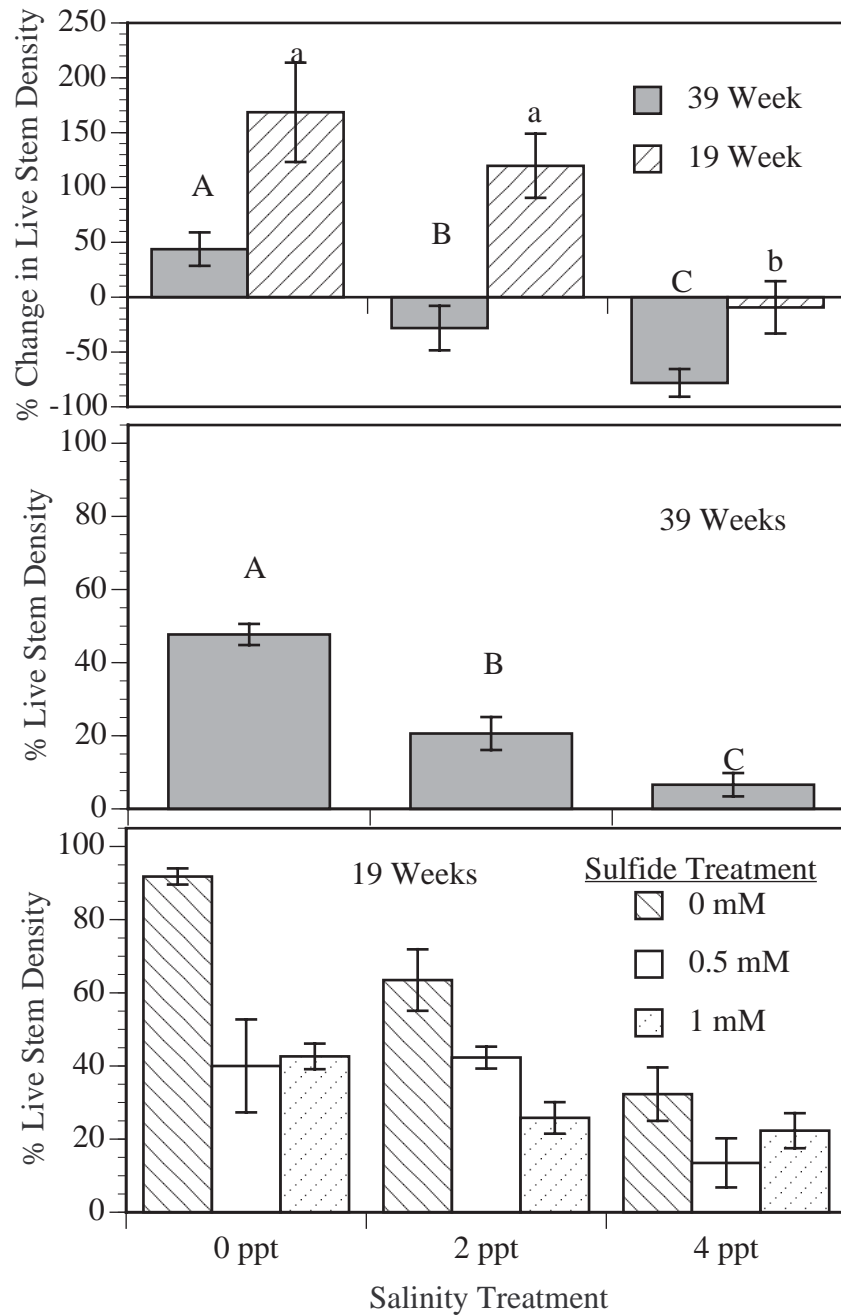 % Change in Live Stem Density
250
200
150
100
50
0
-50
-100
39 Week
19 Week
A
a
B
a
C
b
% Live Stem Density
100
80
60
40
20
0
39 Weeks
A
B
C
% Live Stem Density
100
80
60
40
20
0
19 Weeks
Sulfide Treatment
0 mM
0.5 mM
1 mM
0 ppt
2 ppt
4 ppt
Salinity Treatment